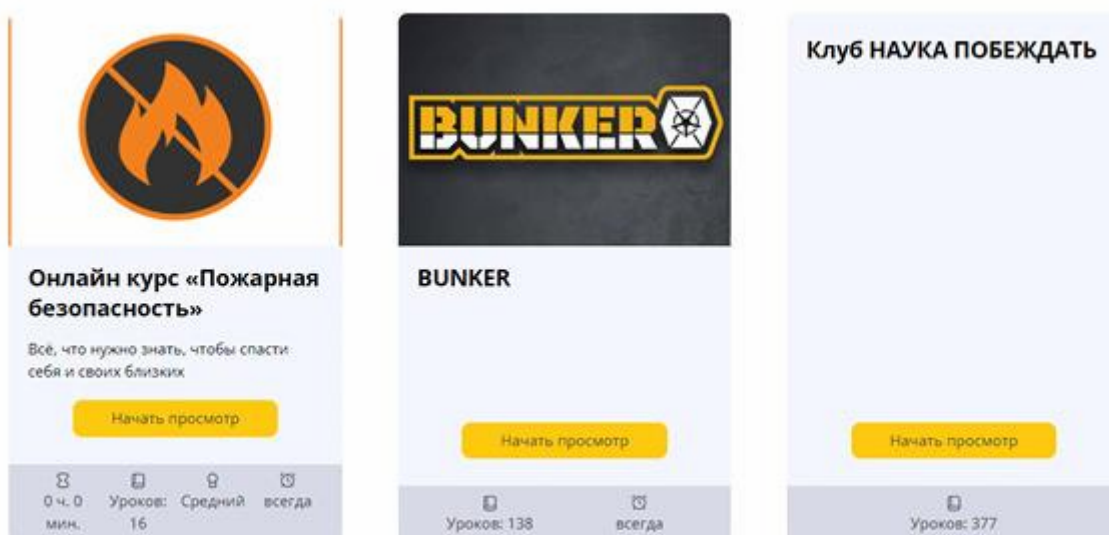 Онлайн курс «Пожарная
безопасность»
Всё, что нужно знать, чтобы спасти
себя и своих близких
Начать просмотр
0 ч. 0
мин.
Уроков:
16
Средний
всегда
BUNKER
BUNKER
Начать просмотр
Уроков: 138
всегда
Клуб НАУКА ПОБЕЖДАТЬ
Начать просмотр
Уроков: 377